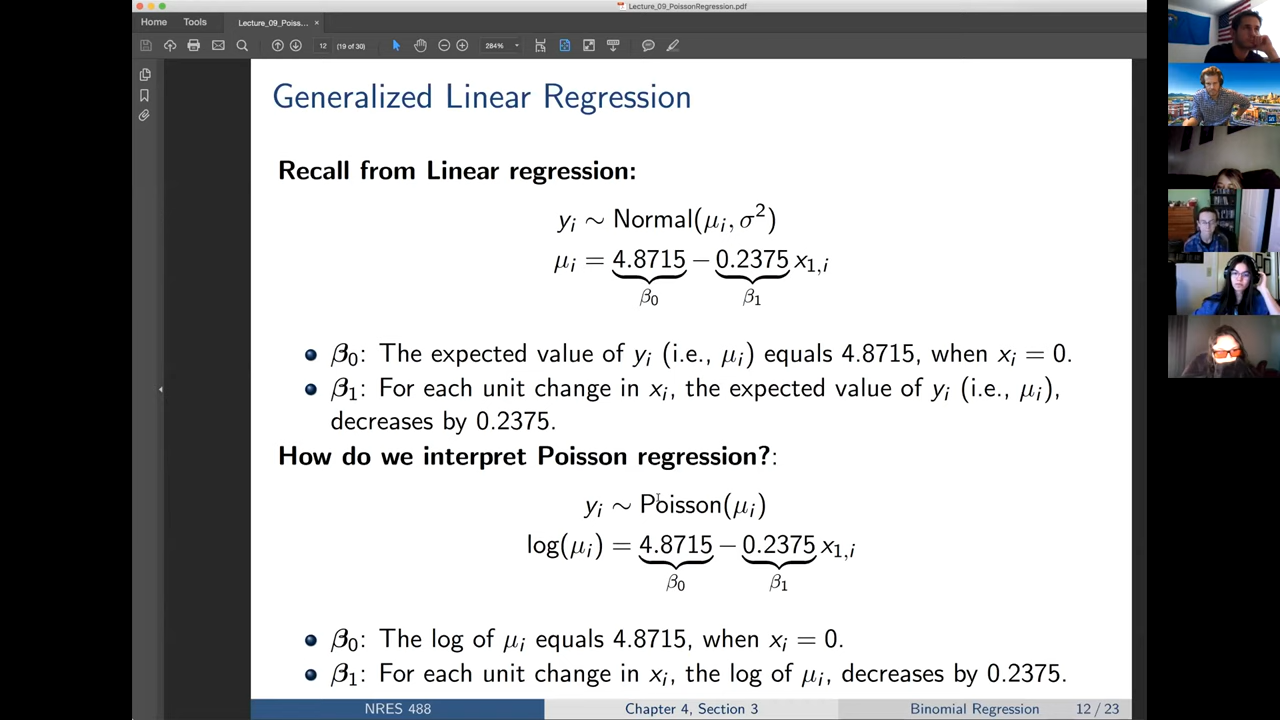 Lecture_09_PoissonRegression.pdf
Home Tools Lecture_09_Poiss... ×
12 (19 of 30) 284%
Generalized Linear Regression
Recall from Linear regression:
yᵢ ∼ Normal(μᵢ, σ²)
μᵢ = 4.8715 − 0.2375 x₁,ᵢ
β₀ β₁
β₀: The expected value of yᵢ (i.e., μᵢ) equals 4.8715, when xᵢ = 0.
β₁: For each unit change in xᵢ, the expected value of yᵢ (i.e., μᵢ),
decreases by 0.2375.
How do we interpret Poisson regression?:
yᵢ ∼ Poisson(μᵢ)
log(μᵢ) = 4.8715 − 0.2375 x₁,ᵢ
β₀ β₁
β₀: The log of μᵢ equals 4.8715, when xᵢ = 0.
β₁: For each unit change in xᵢ, the log of μᵢ, decreases by 0.2375.
NRES 488 Chapter 4, Section 3 Binomial Regression 12 / 23